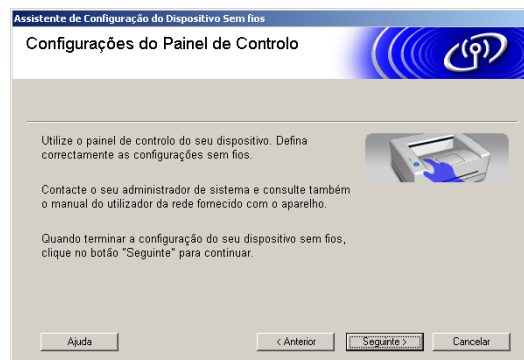 Assistente de Configuração do Dispositivo Sem fios
Configurações do Painel de Controlo
Utilize o painel de controlo do seu dispositivo. Defina
correctamente as configurações sem fios.
Contacte o seu administrador de sistema e consulte também
o manual do utilizador da rede fornecido com o aparelho.
Quando terminar a configuração do seu dispositivo sem fios,
clique no botão "Seguinte" para continuar.
Ajuda
< Anterior
Seguinte >
Cancelar